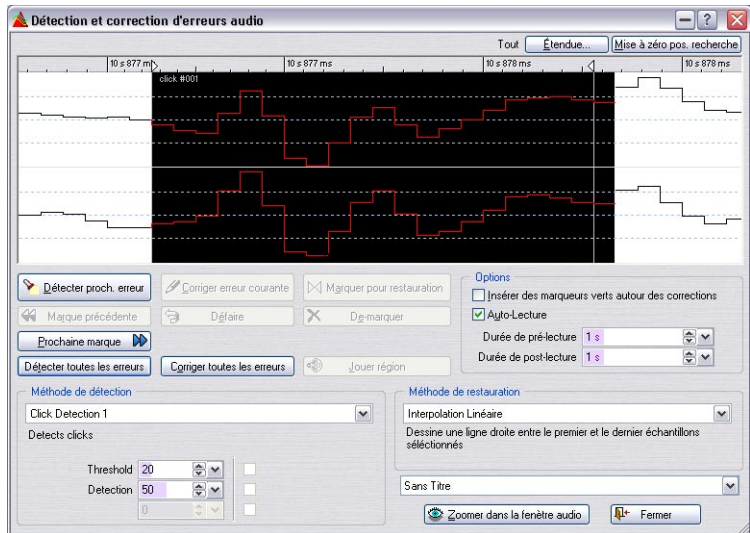 Détection et correction d'erreurs audio
Tout Étendue... Mise à zéro pos. recherche
10 s 877 ms 10 s 877 ms 10 s 878 ms 10 s 878 ms
click #001
Détecter proch. erreur Corriger erreur courante Marquer pour restauration
Marque précédente Défaire De-marquer
Prochaine marque
Détecter toutes les erreurs Corriger toutes les erreurs Jouer région
Options
Insérer des marqueurs verts autour des corrections
Auto-Lecture
Durée de pré-lecture 1 s
Durée de post-lecture 1 s
Méthode de détection
Click Detection 1
Detects clicks
Threshold 20
Detection 50
0
Méthode de restauration
Interpolation Linéaire
Dessine une ligne droite entre le premier et le dernier échantillons
séléctionnés
Sans Titre
Zoomer dans la fenètre audio Fermer